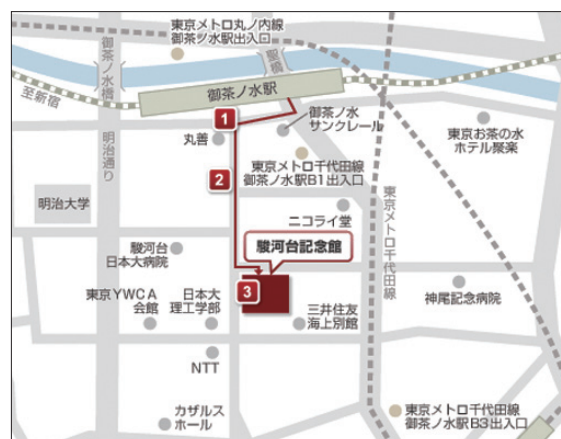 東京メトロ丸ノ内線
御茶ノ水駅出入口
御茶ノ水橋
聖橋
至新宿
御茶ノ水駅
1
丸善
御茶ノ水
サンクレール
東京お茶の水
ホテル聚楽
明治通り
東京メトロ千代田線
御茶ノ水駅B1出入口
2
明治大学
ニコライ堂
東京メトロ千代田線
駿河台
日本大病院
駿河台記念館
3
東京YWCA
会館
日本大
理工学部
三井住友
海上別館
神尾記念病院
NTT
カザルス
ホール
東京メトロ千代田線
御茶ノ水駅B3出入口